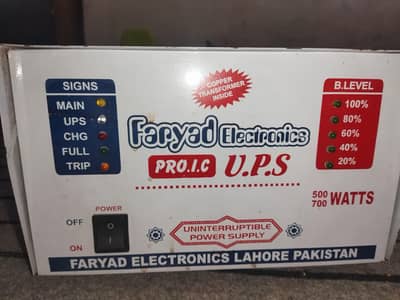 COPPER
TRANSFORMER
INSIDE
SIGNS
MAIN
UPS
CHG
FULL
TRIP
Faryad Electronics
PRO.I.C U.P.S
B.LEVEL
100%
80%
60%
40%
20%
500
700 WATTS
POWER
OFF
ON
UNINTERRUPTIBLE
POWER SUPPLY
FARYAD ELECTRONICS LAHORE PAKISTAN